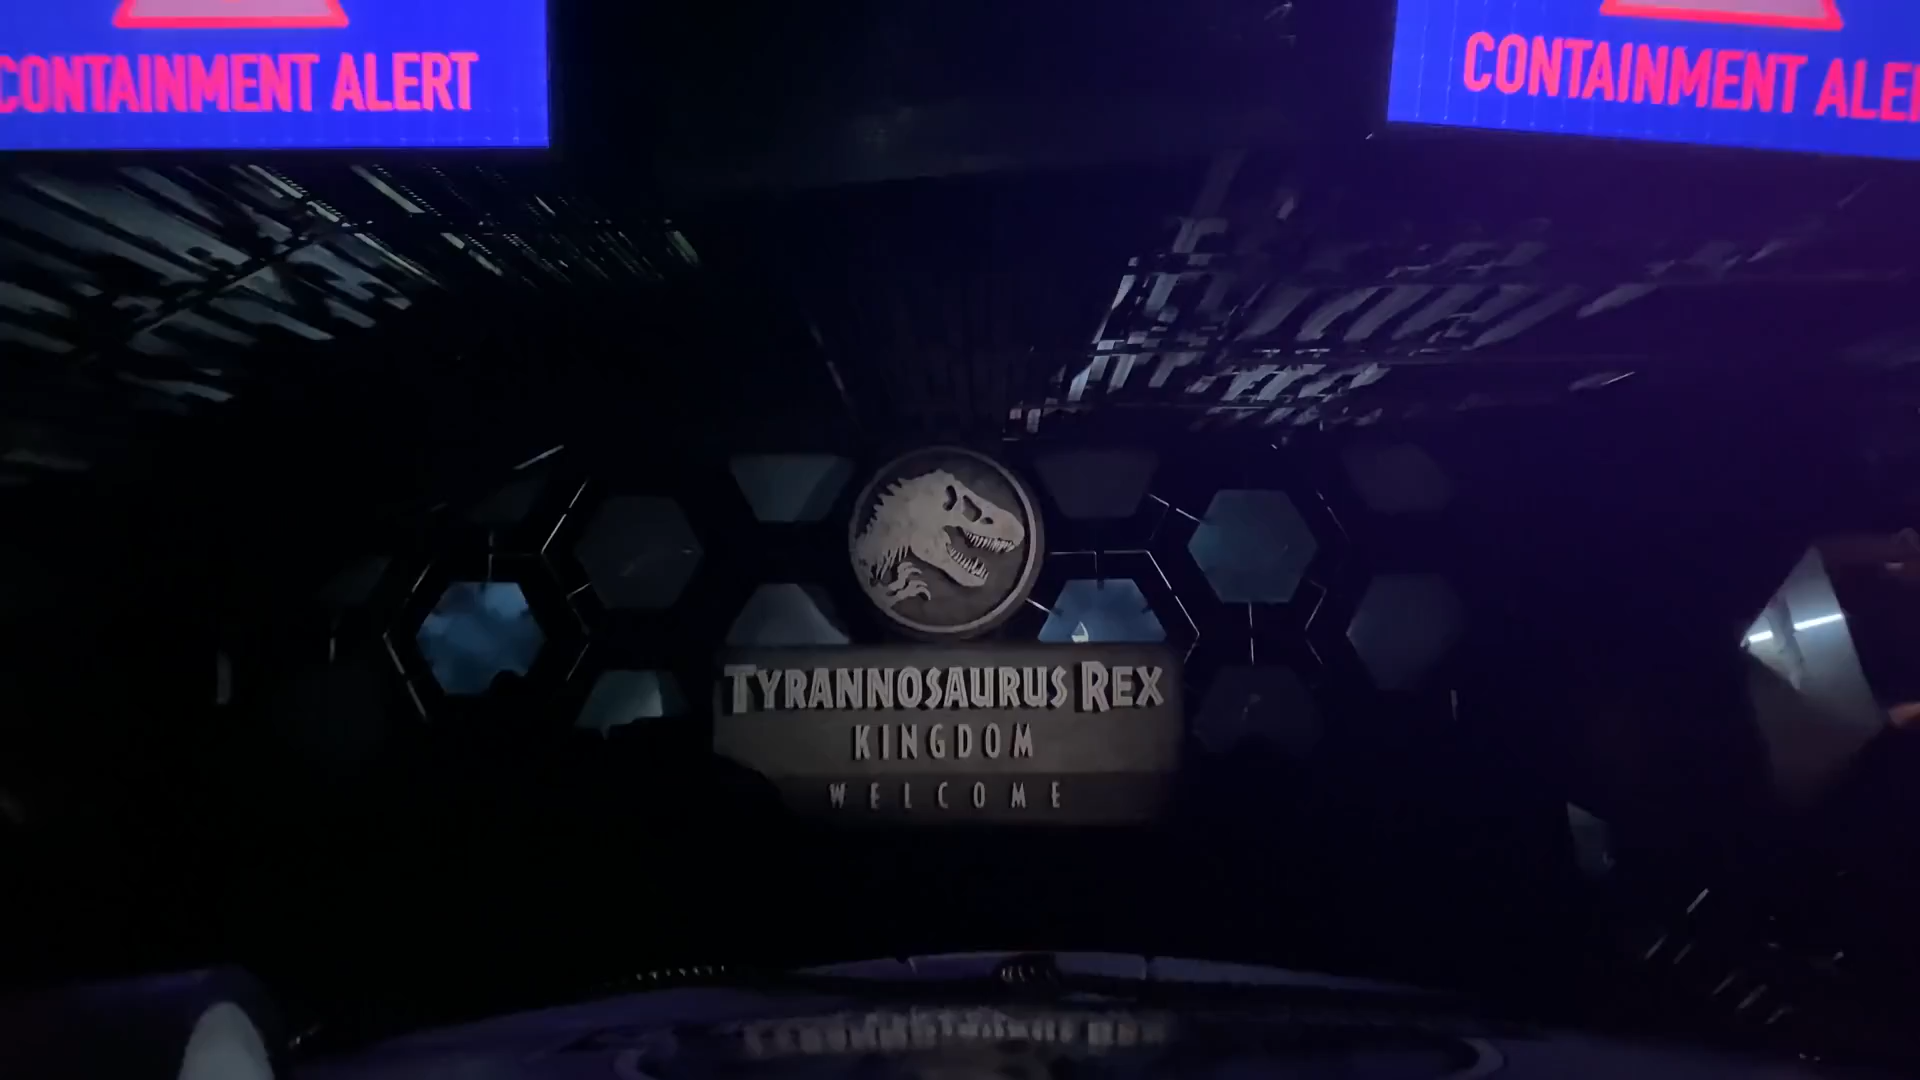 CONTAINMENT ALERT
CONTAINMENT ALE
TYRANNOSAURUS REX
KINGDOM
WELCOME